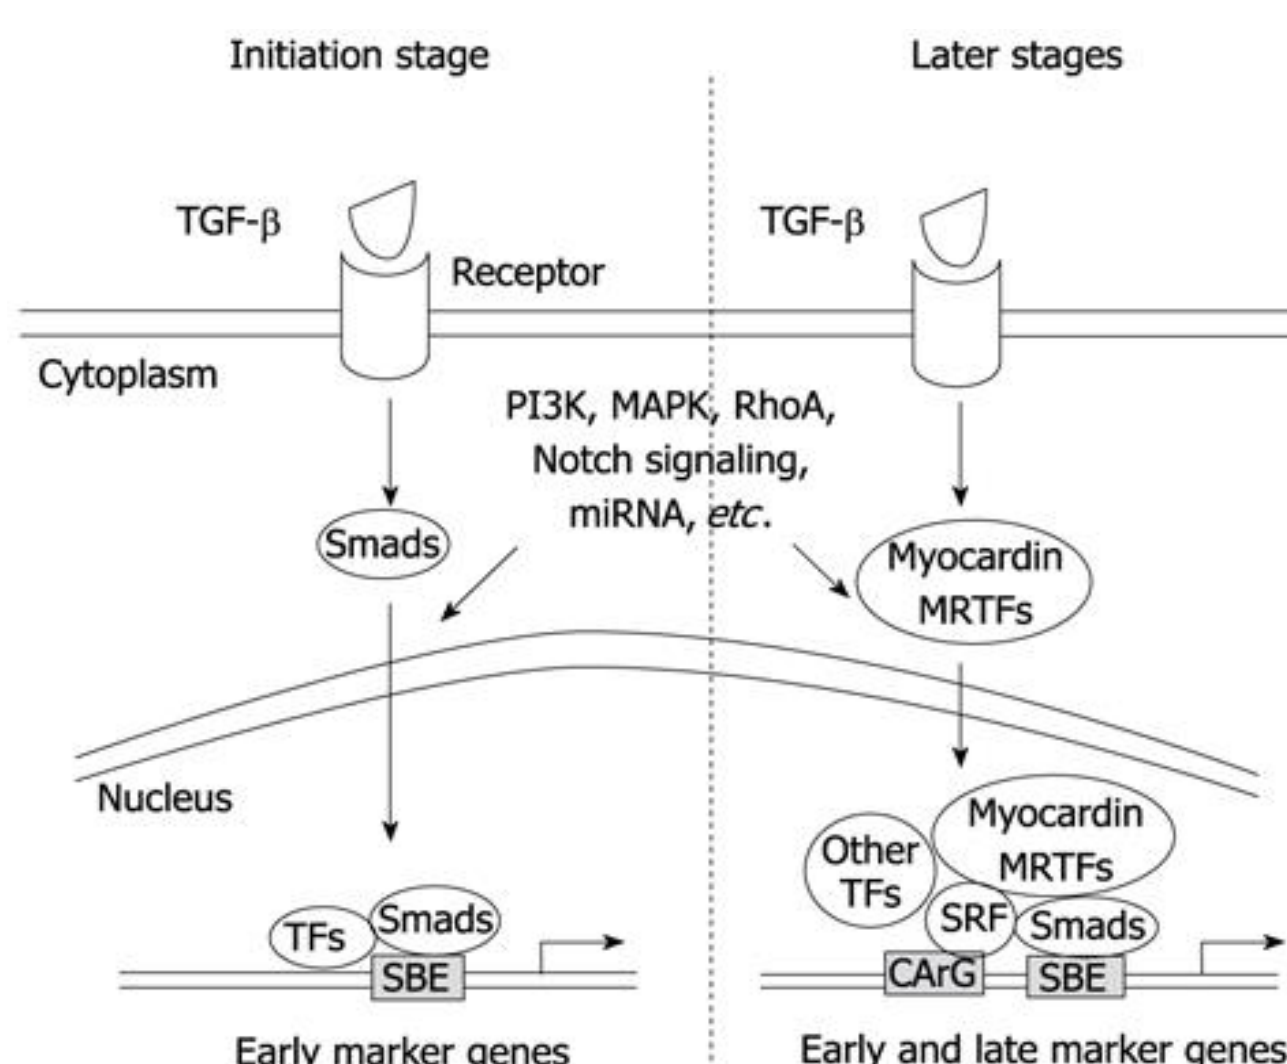 Initiation stage
Later stages
TGF-β
Receptor
TGF-β
Cytoplasm
PI3K, MAPK, RhoA,
Notch signaling,
miRNA, etc.
Smads
Myocardin
MRTFs
Nucleus
Myocardin
MRTFs
Other
TFs
TFs
Smads
SBE
SRF
Smads
CArG
SBE
Early marker genes
Early and late marker genes